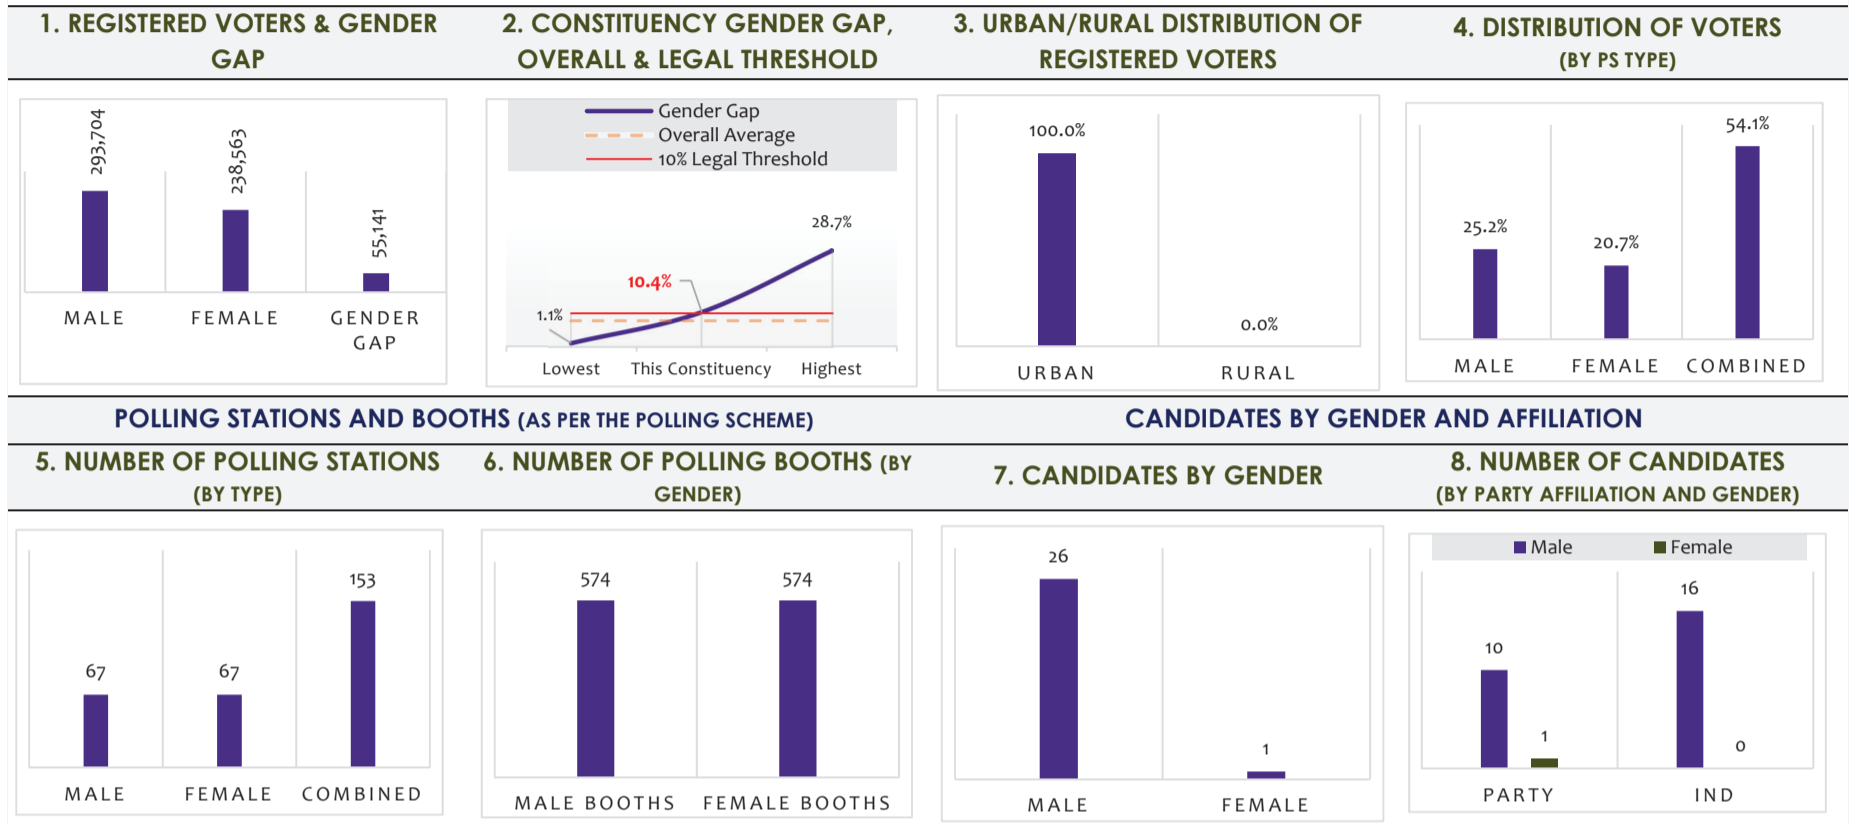 1. REGISTERED VOTERS & GENDER
GAP
2. CONSTITUENCY GENDER GAP,
OVERALL & LEGAL THRESHOLD
3. URBAN/RURAL DISTRIBUTION OF
REGISTERED VOTERS
4. DISTRIBUTION OF VOTERS
(BY PS TYPE)
293,704
238,563
55,141
MALE
FEMALE
GENDER
GAP
Gender Gap
Overall Average
10% Legal Threshold
28.7%
10.4%
1.1%
Lowest
This Constituency
Highest
100.0%
0.0%
URBAN
RURAL
54.1%
25.2%
20.7%
MALE
FEMALE
COMBINED
POLLING STATIONS AND BOOTHS (AS PER THE POLLING SCHEME)
CANDIDATES BY GENDER AND AFFILIATION
5. NUMBER OF POLLING STATIONS
(BY TYPE)
6. NUMBER OF POLLING BOOTHS (BY
GENDER)
7. CANDIDATES BY GENDER
8. NUMBER OF CANDIDATES
(BY PARTY AFFILIATION AND GENDER)
67
67
153
MALE
FEMALE
COMBINED
574
574
MALE BOOTHS
FEMALE BOOTHS
26
1
MALE
FEMALE
Male
Female
10
1
16
0
PARTY
IND